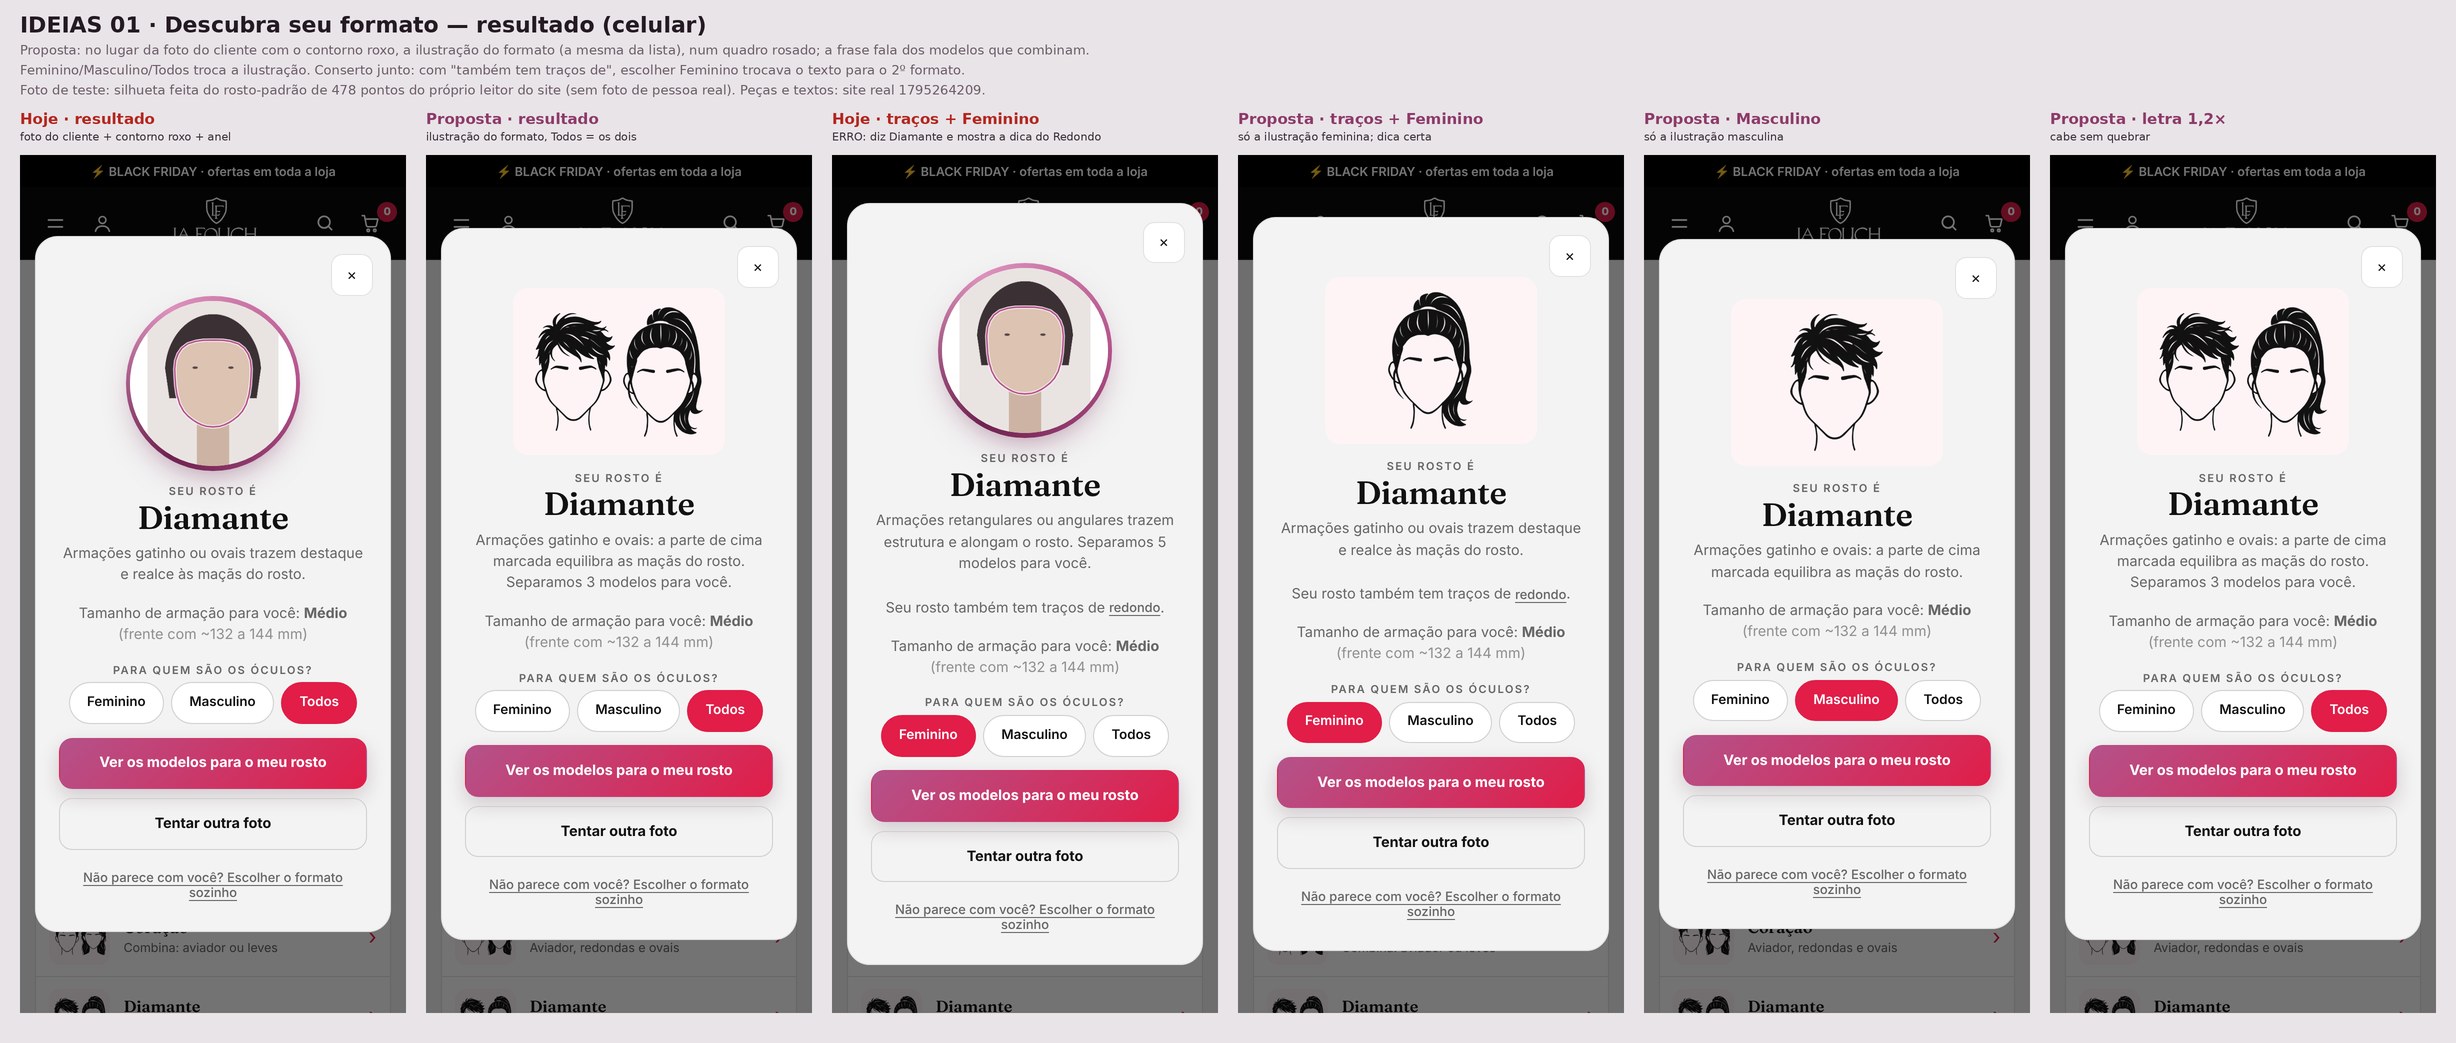 IDEIAS 01 · Descubra seu formato — resultado (celular)
Proposta: no lugar da foto do cliente com o contorno roxo, a ilustração do formato (a mesma da lista), num quadro rosado; a frase fala dos modelos que combinam.
Feminino/Masculino/Todos troca a ilustração. Conserto junto: com "também tem traços de", escolher Feminino trocava o texto para o 2º formato.
Foto de teste: silhueta feita do rosto-padrão de 478 pontos do próprio leitor do site (sem foto de pessoa real). Peças e textos: site real 1795264209.
Hoje · resultado
foto do cliente + contorno roxo + anel
⚡ BLACK FRIDAY · ofertas em toda a loja
0
×
SEU ROSTO É
Diamante
Armações gatinho ou ovais trazem destaque
e realce às maçãs do rosto.
Tamanho de armação para você: Médio
(frente com ~132 a 144 mm)
PARA QUEM SÃO OS ÓCULOS?
Feminino Masculino Todos
Ver os modelos para o meu rosto
Tentar outra foto
Não parece com você? Escolher o formato
sozinho
Combina: aviador ou leves
Diamante
Proposta · resultado
ilustração do formato, Todos = os dois
⚡ BLACK FRIDAY · ofertas em toda a loja
0
×
SEU ROSTO É
Diamante
Armações gatinho e ovais: a parte de cima
marcada equilibra as maçãs do rosto.
Separamos 3 modelos para você.
Tamanho de armação para você: Médio
(frente com ~132 a 144 mm)
PARA QUEM SÃO OS ÓCULOS?
Feminino Masculino Todos
Ver os modelos para o meu rosto
Tentar outra foto
Não parece com você? Escolher o formato
sozinho
Aviador, redondas e ovais
Diamante
Hoje · traços + Feminino
ERRO: diz Diamante e mostra a dica do Redondo
⚡ BLACK FRIDAY · ofertas em toda a loja
×
SEU ROSTO É
Diamante
Armações retangulares ou angulares trazem
estrutura e alongam o rosto. Separamos 5
modelos para você.
Seu rosto também tem traços de redondo.
Tamanho de armação para você: Médio
(frente com ~132 a 144 mm)
PARA QUEM SÃO OS ÓCULOS?
Feminino Masculino Todos
Ver os modelos para o meu rosto
Tentar outra foto
Não parece com você? Escolher o formato
sozinho
Diamante
Proposta · traços + Feminino
só a ilustração feminina; dica certa
⚡ BLACK FRIDAY · ofertas em toda a loja
0
×
SEU ROSTO É
Diamante
Armações gatinho ou ovais trazem destaque
e realce às maçãs do rosto.
Seu rosto também tem traços de redondo.
Tamanho de armação para você: Médio
(frente com ~132 a 144 mm)
PARA QUEM SÃO OS ÓCULOS?
Feminino Masculino Todos
Ver os modelos para o meu rosto
Tentar outra foto
Não parece com você? Escolher o formato
sozinho
Diamante
Proposta · Masculino
só a ilustração masculina
⚡ BLACK FRIDAY · ofertas em toda a loja
0
×
SEU ROSTO É
Diamante
Armações gatinho e ovais: a parte de cima
marcada equilibra as maçãs do rosto.
Tamanho de armação para você: Médio
(frente com ~132 a 144 mm)
PARA QUEM SÃO OS ÓCULOS?
Feminino Masculino Todos
Ver os modelos para o meu rosto
Tentar outra foto
Não parece com você? Escolher o formato
sozinho
Coração
Aviador, redondas e ovais
Diamante
Proposta · letra 1,2×
cabe sem quebrar
⚡ BLACK FRIDAY · ofertas em toda a loja
0
×
SEU ROSTO É
Diamante
Armações gatinho e ovais: a parte de cima
marcada equilibra as maçãs do rosto.
Separamos 3 modelos para você.
Tamanho de armação para você: Médio
(frente com ~132 a 144 mm)
PARA QUEM SÃO OS ÓCULOS?
Feminino Masculino Todos
Ver os modelos para o meu rosto
Tentar outra foto
Não parece com você? Escolher o formato
sozinho
Aviador, redondas e ovais
Diamante